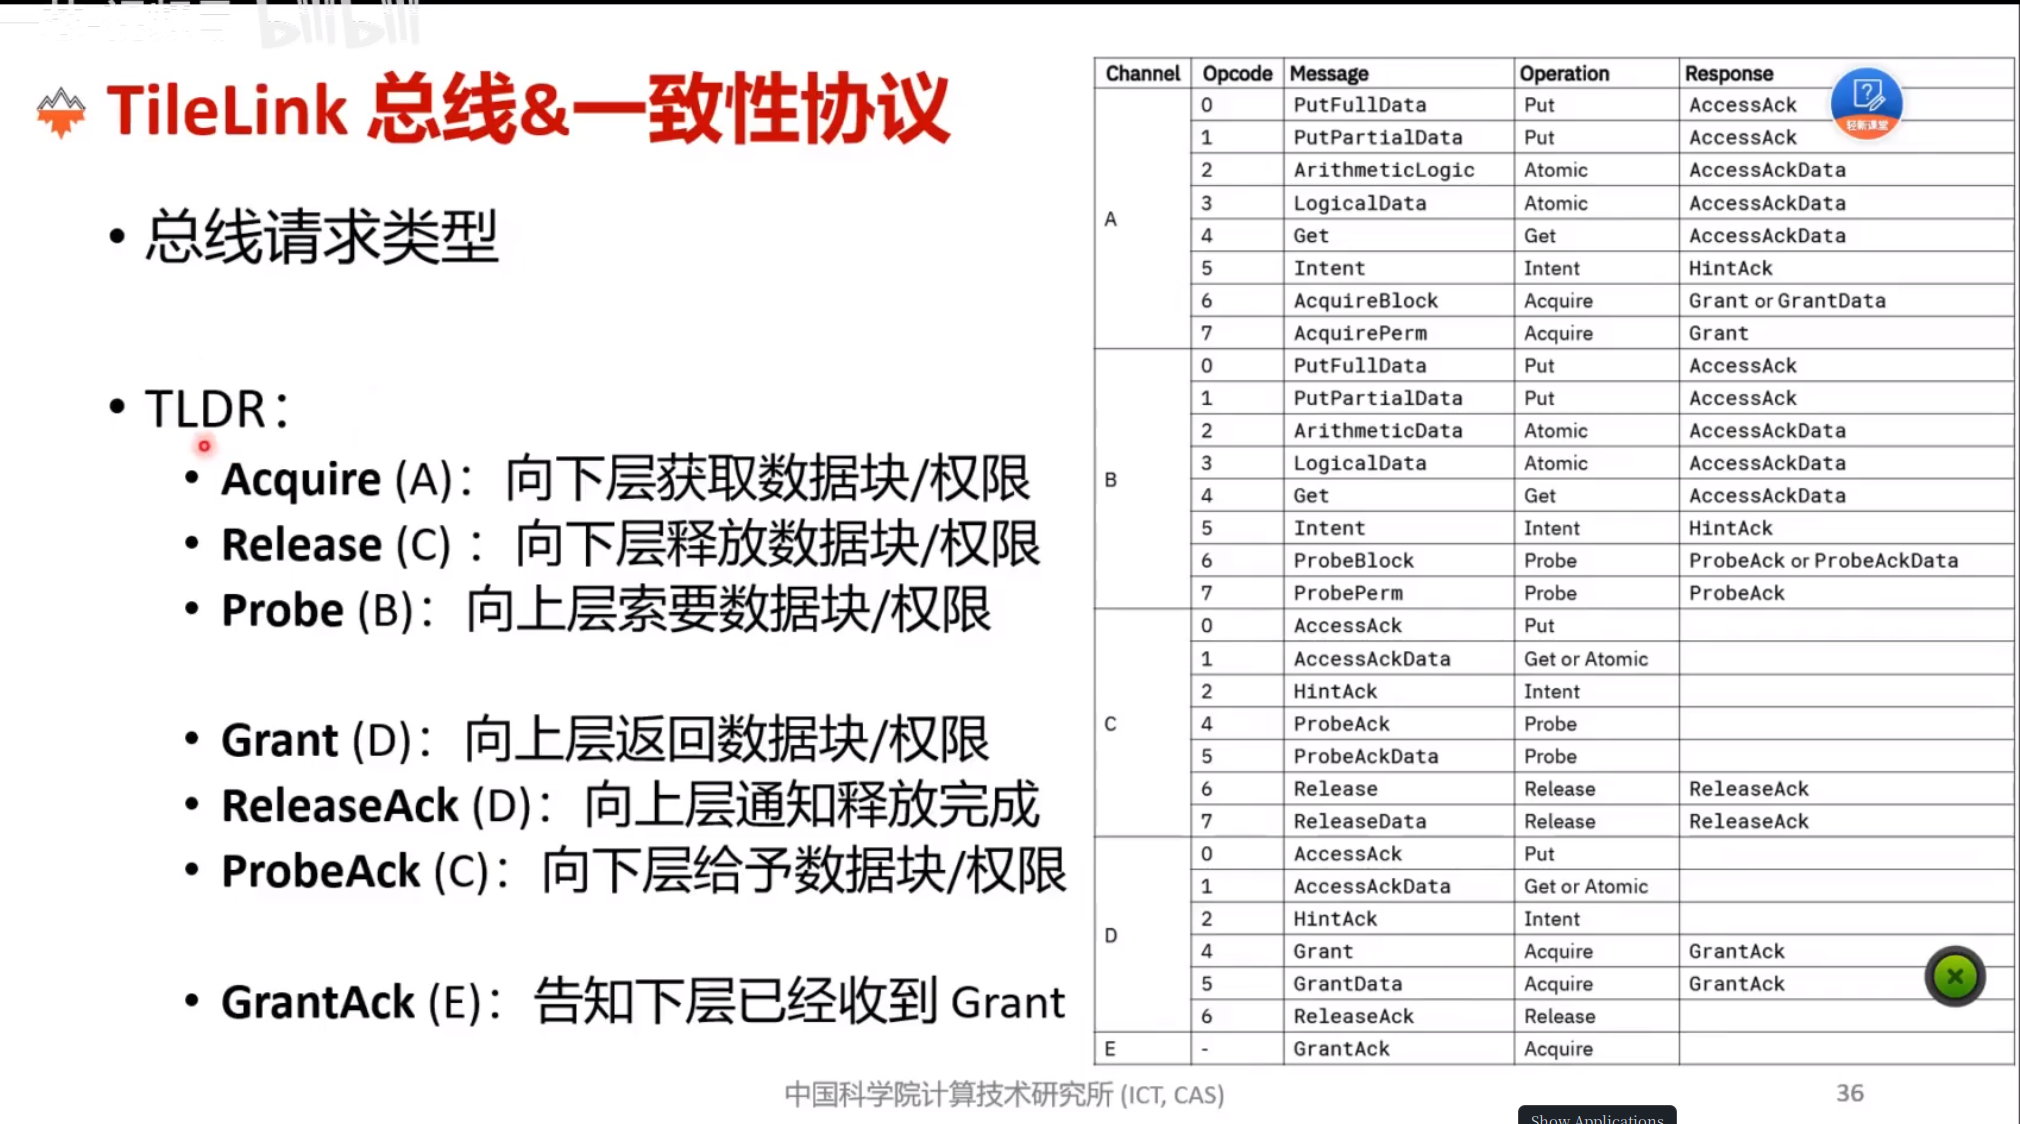 bilibili
TileLink 总线&一致性协议
• 总线请求类型
• TLDR：
• Acquire (A)：向下层获取数据块/权限
• Release (C)：向下层释放数据块/权限
• Probe (B)：向上层索要数据块/权限
• Grant (D)：向上层返回数据块/权限
• ReleaseAck (D)：向上层通知释放完成
• ProbeAck (C)：向下层给予数据块/权限
• GrantAck (E)：告知下层已经收到 Grant
Channel Opcode Message Operation Response
A
0 PutFullData Put AccessAck
1 PutPartialData Put AccessAck
2 ArithmeticLogic Atomic AccessAckData
3 LogicalData Atomic AccessAckData
4 Get Get AccessAckData
5 Intent Intent HintAck
6 AcquireBlock Acquire Grant or GrantData
7 AcquirePerm Acquire Grant
B
0 PutFullData Put AccessAck
1 PutPartialData Put AccessAck
2 ArithmeticData Atomic AccessAckData
3 LogicalData Atomic AccessAckData
4 Get Get AccessAckData
5 Intent Intent HintAck
6 ProbeBlock Probe ProbeAck or ProbeAckData
7 ProbePerm Probe ProbeAck
C
0 AccessAck Put
1 AccessAckData Get or Atomic
2 HintAck Intent
4 ProbeAck Probe
5 ProbeAckData Probe
6 Release Release ReleaseAck
7 ReleaseData Release ReleaseAck
D
0 AccessAck Put
1 AccessAckData Get or Atomic
2 HintAck Intent
4 Grant Acquire GrantAck
5 GrantData Acquire GrantAck
6 ReleaseAck Release
E - GrantAck Acquire
轻新课堂
中国科学院计算技术研究所 (ICT, CAS)
36
Show Applications